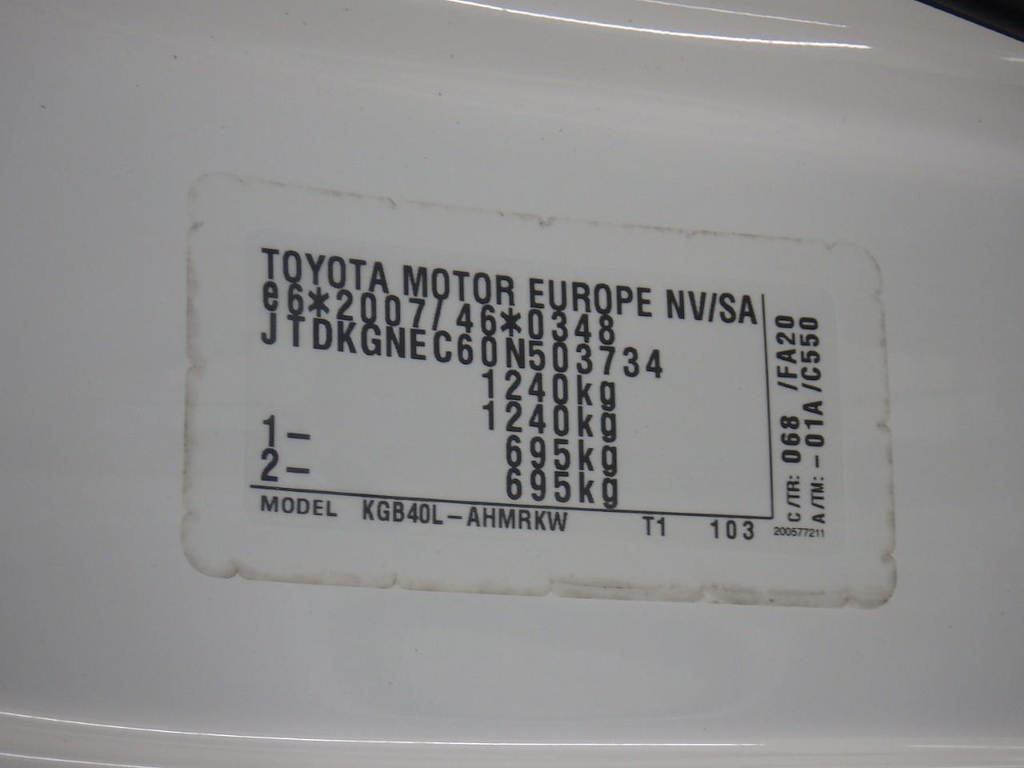 TOYOTA MOTOR EUROPE NV/SA
e6*2007/46*0348
JTDKGNEC60N503734
1240kg
1240kg
1- 695kg
2- 695kg
MODEL KGB40L-AHMRKW T1 103
C/TR: 068 /FA20
A/TM: -01A /C550
200577211